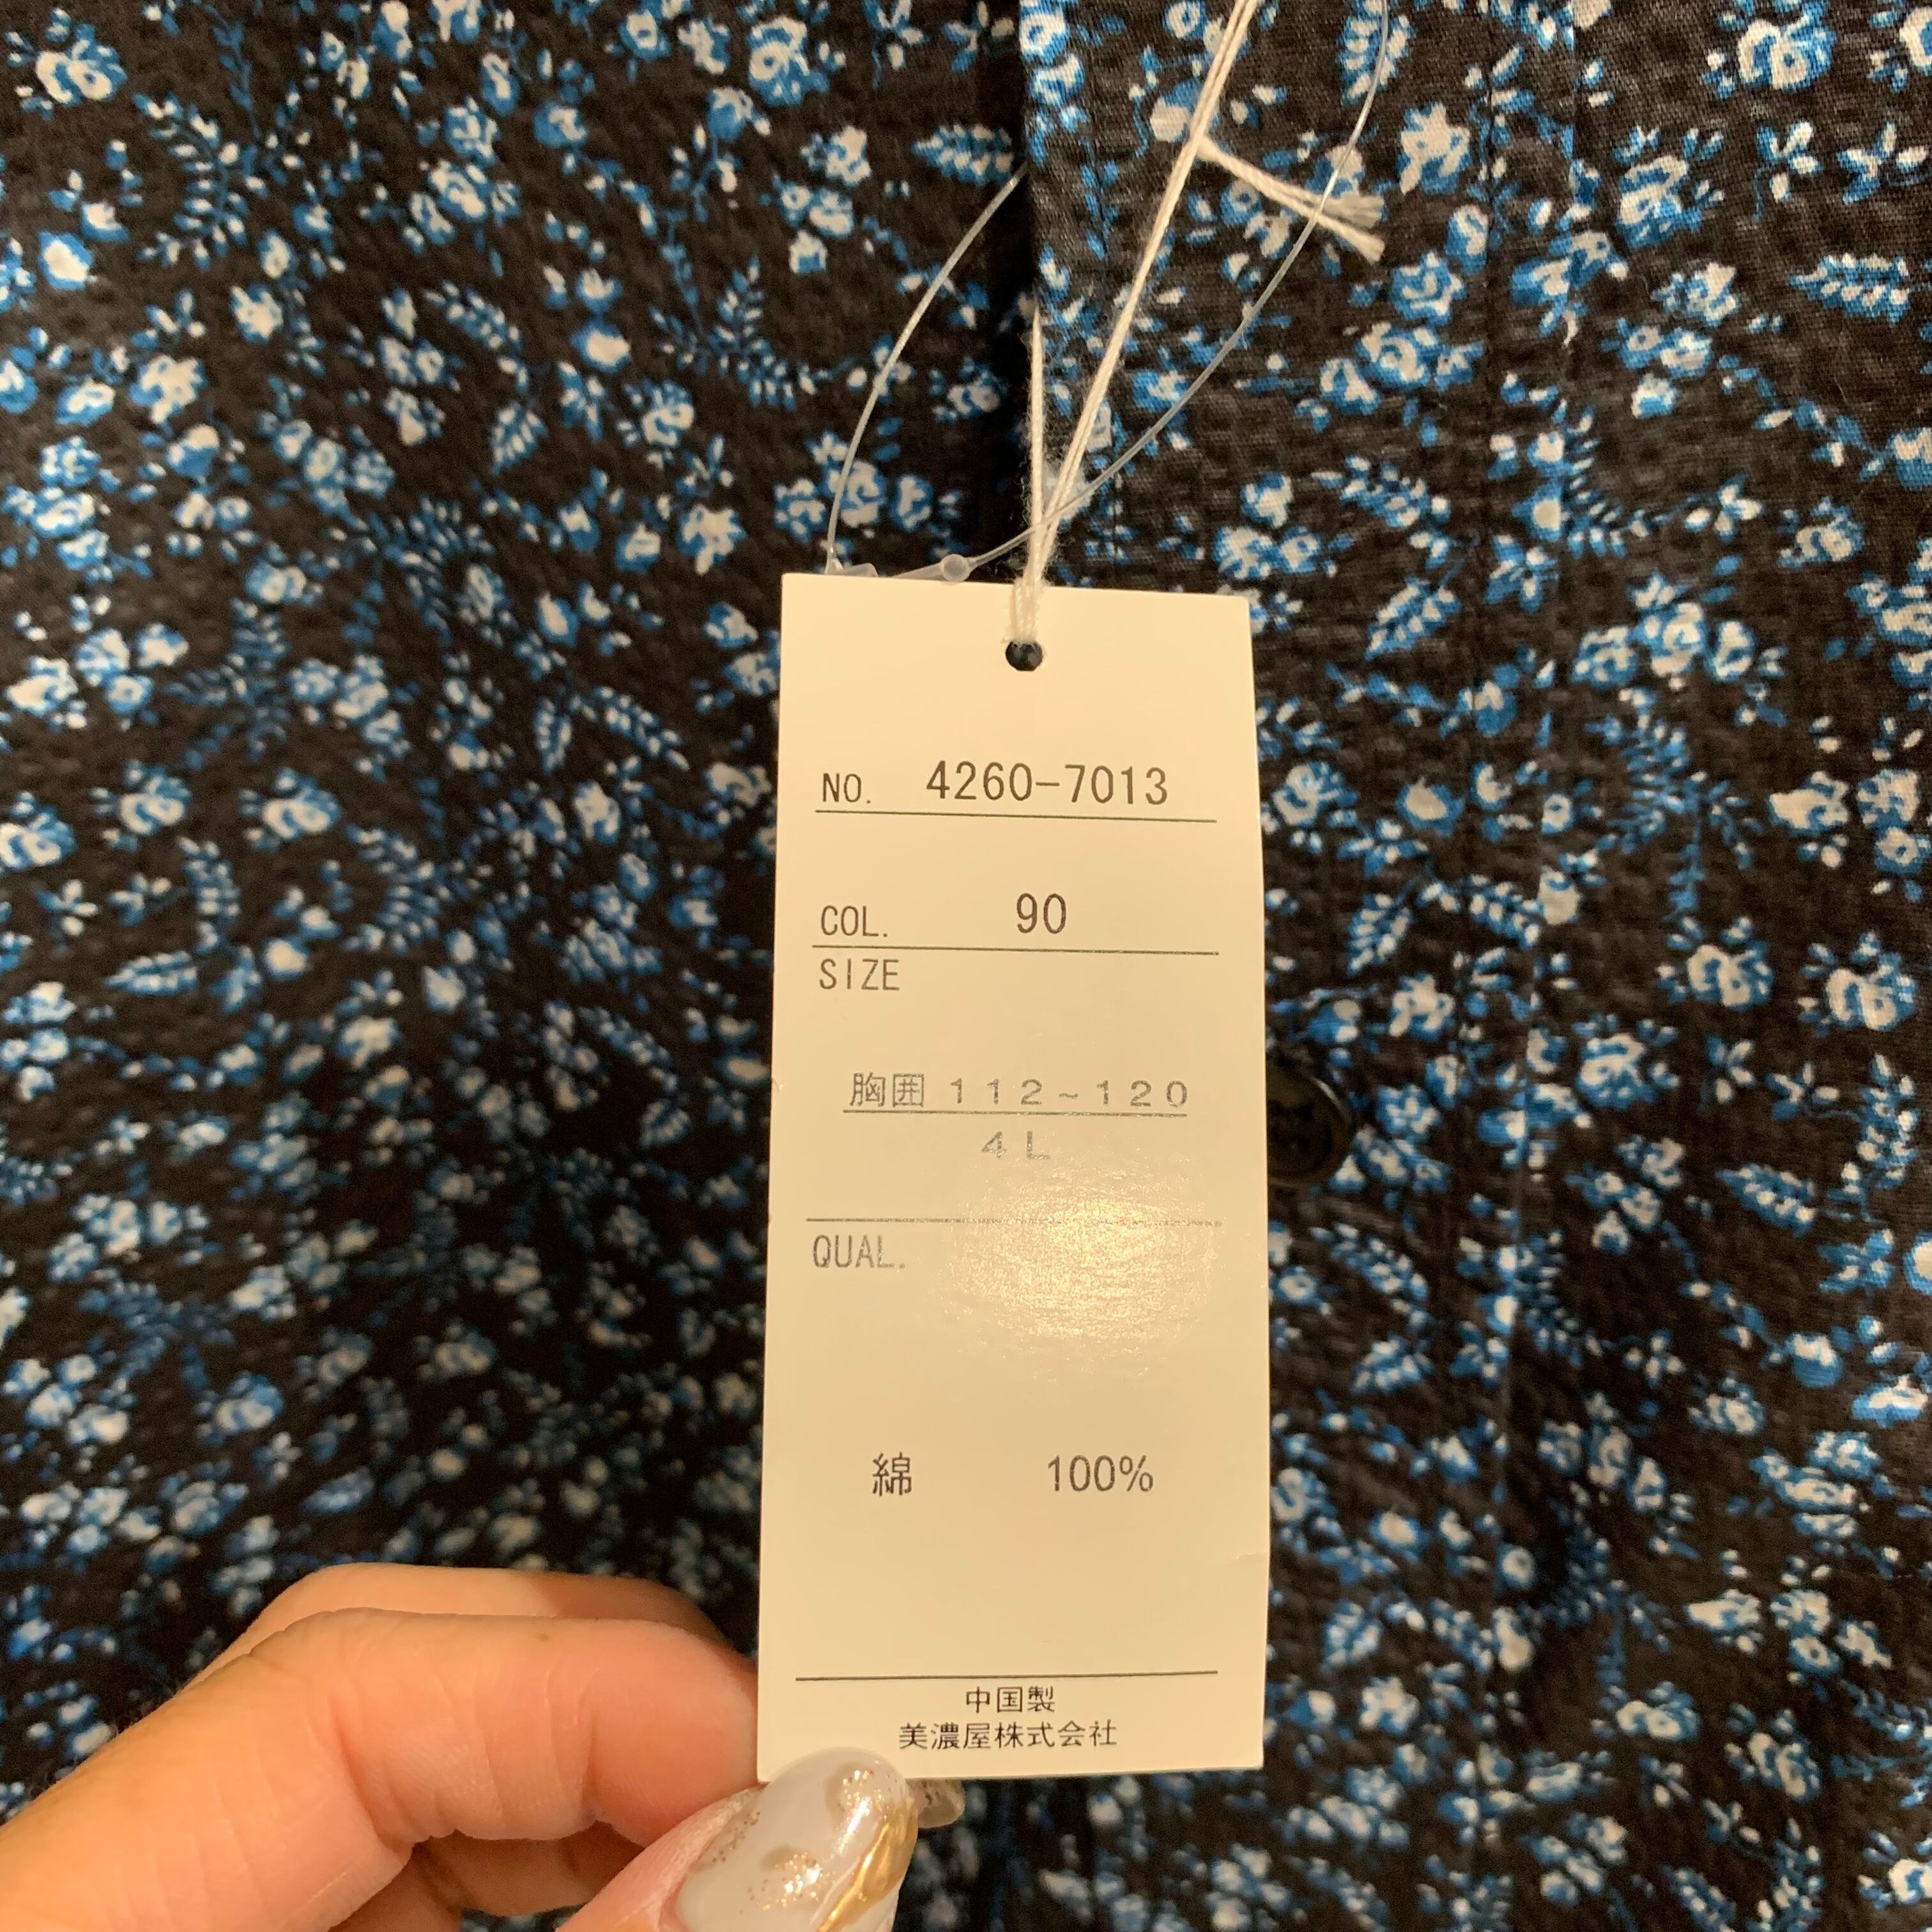 NO. 4260-7013
COL. 90
SIZE
胸囲 112~120
4L
QUAL.
綿 100%
中国製
美濃屋株式会社